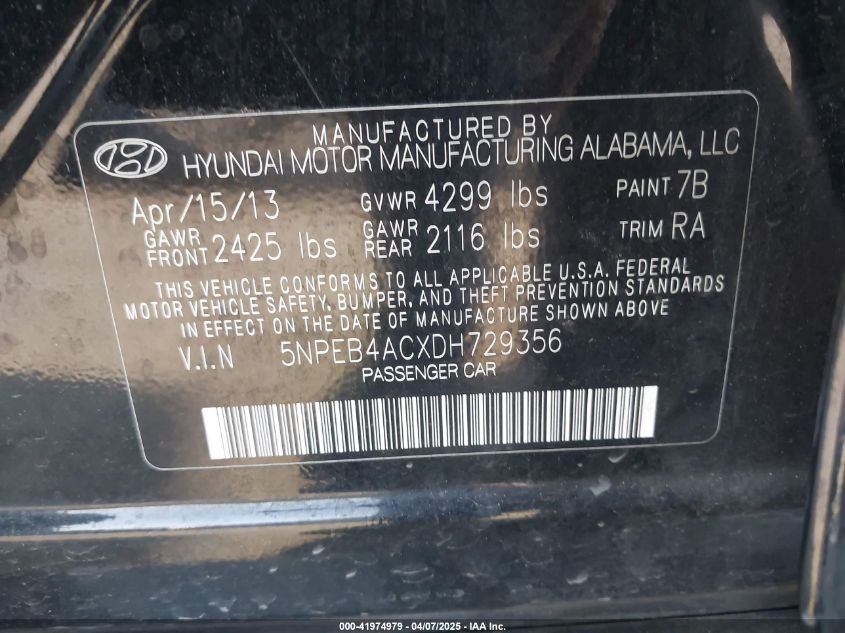 MANUFACTURED BY
HYUNDAI MOTOR MANUFACTURING ALABAMA, LLC
Apr/15/13 GVWR 4299 lbs PAINT 7B
GAWR FRONT 2425 lbs GAWR REAR 2116 lbs TRIM RA
THIS VEHICLE CONFORMS TO ALL APPLICABLE U.S.A. FEDERAL
MOTOR VEHICLE SAFETY, BUMPER, AND THEFT PREVENTION STANDARDS
IN EFFECT ON THE DATE OF MANUFACTURE SHOWN ABOVE
V.I.N 5NPEB4ACXDH729356
PASSENGER CAR
000-41974979 - 04/07/2025 - IAA Inc.